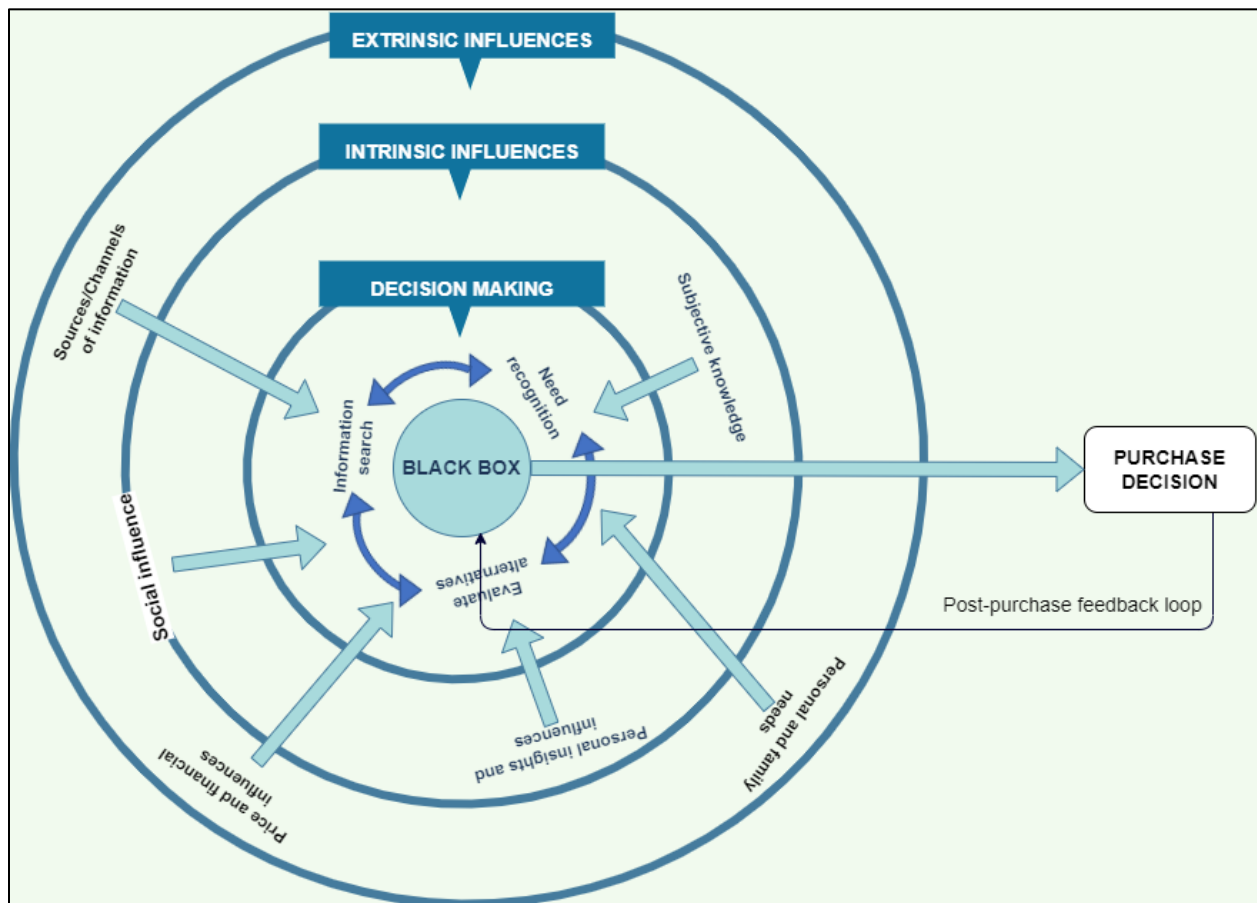 EXTRINSIC INFLUENCES
INTRINSIC INFLUENCES
DECISION MAKING
Sources/Channels
of information
Subjective knowledge
Need
recognition
Information
search
BLACK BOX
PURCHASE
DECISION
Social influence
Evaluate
alternatives
Post-purchase feedback loop
Personal and family
needs
Personal insights and
influences
Price and financial
influences